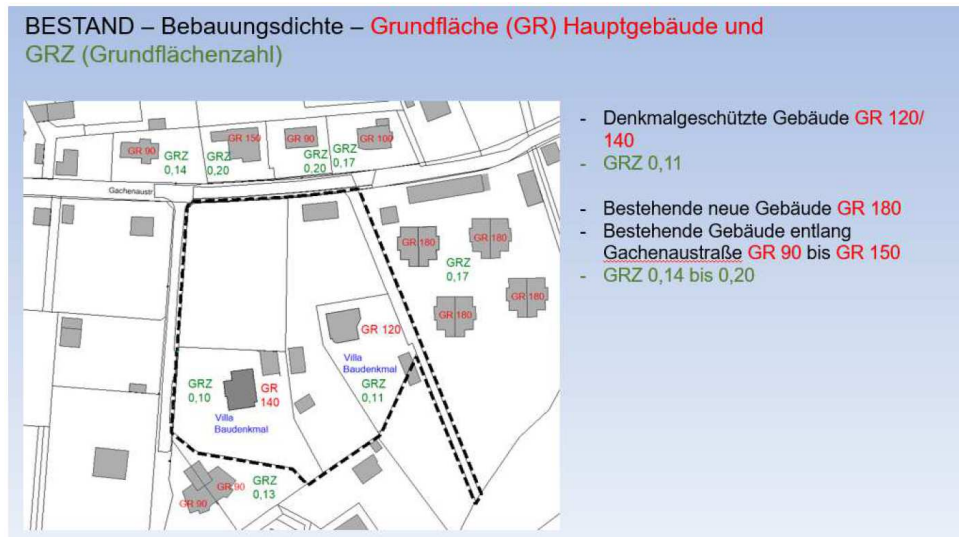 BESTAND – Bebauungsdichte – Grundfläche (GR) Hauptgebäude und
GRZ (Grundflächenzahl)
GR 90
GRZ
0,14
GR 150
GRZ
0,20
GR 90
GRZ
0,20
GR 100
GRZ
0,17
Gachenaustr
GR 180
GR 180
GRZ
0,17
GR 180
GR 180
GR 120
Villa
Baudenkmal
GRZ
0,11
GRZ
0,10
GR
140
Villa
Baudenkmal
GR 90
GR 90
GRZ
0,13
- Denkmalgeschützte Gebäude GR 120/
140
- GRZ 0,11
- Bestehende neue Gebäude GR 180
- Bestehende Gebäude entlang
Gachenaustraße GR 90 bis GR 150
- GRZ 0,14 bis 0,20